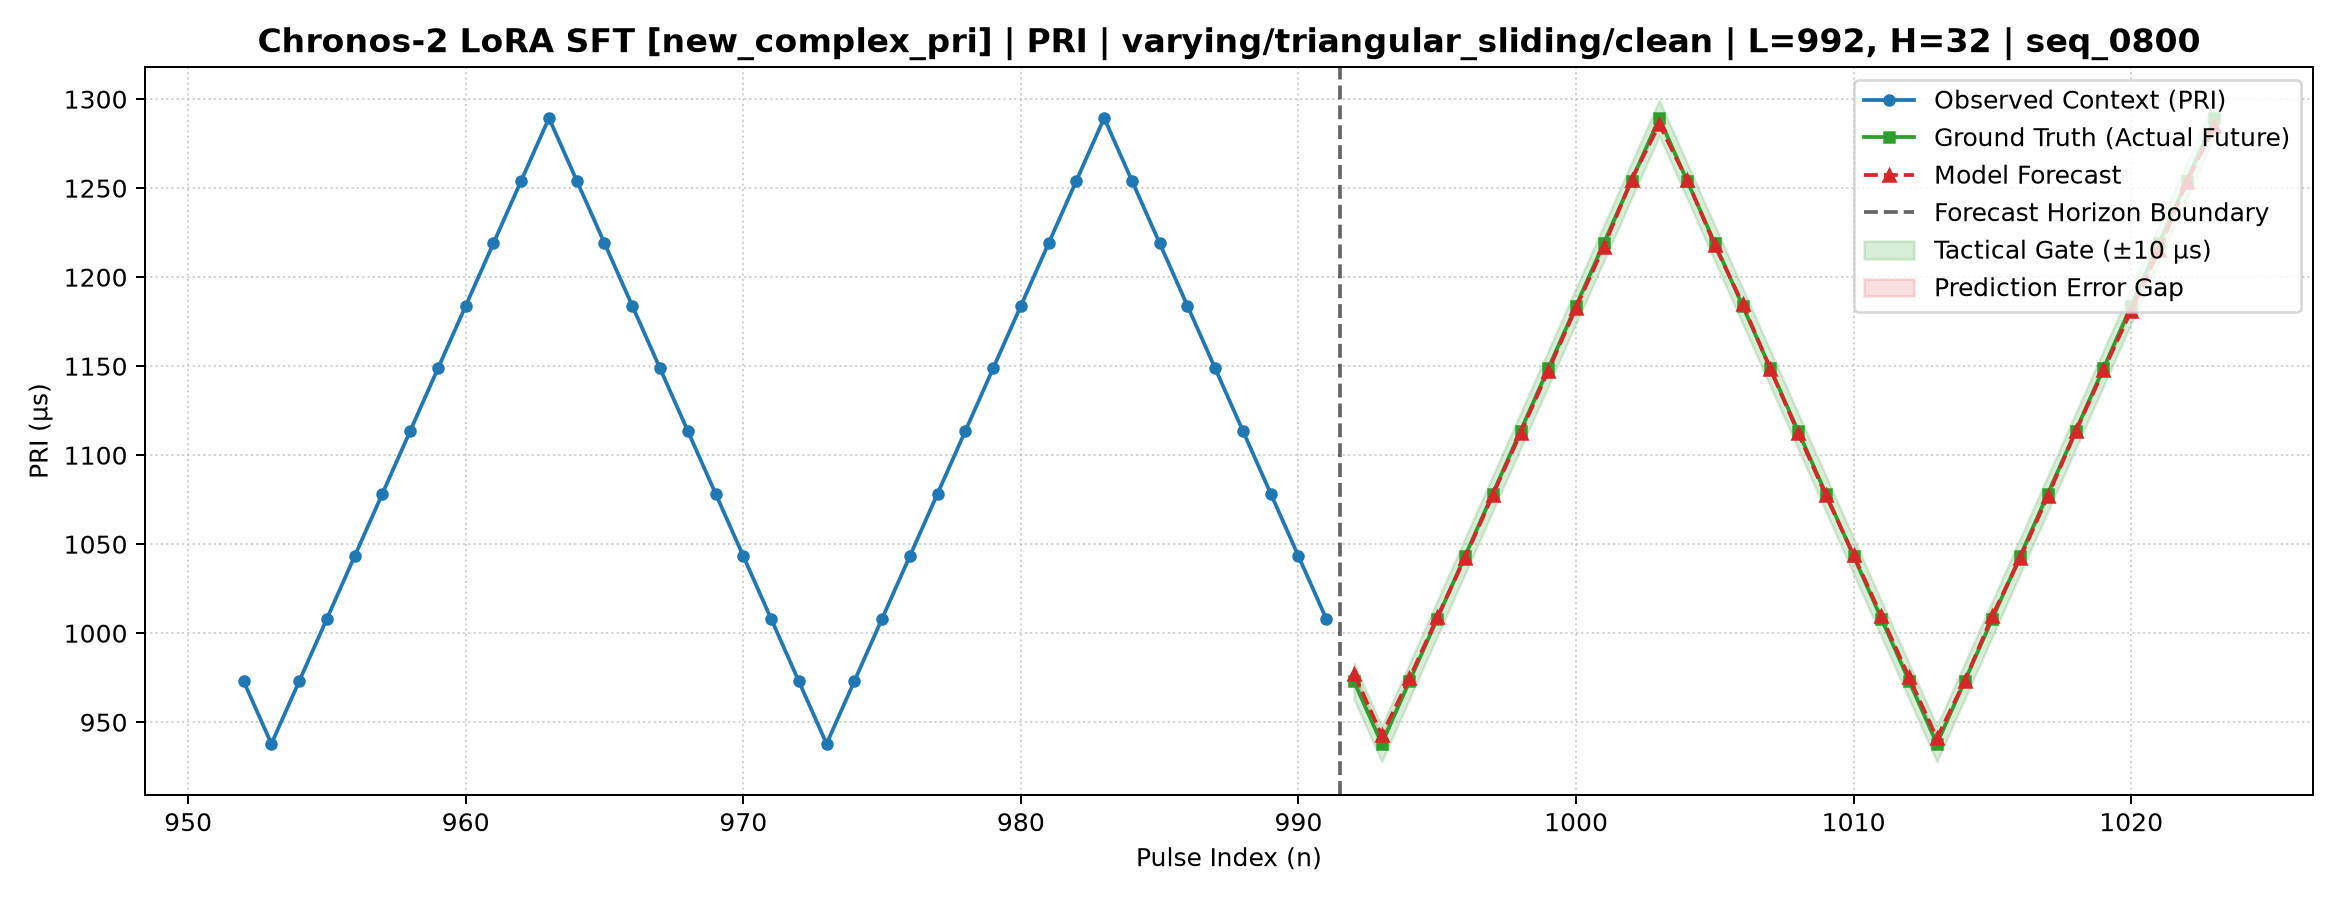 Chronos-2 LoRA SFT [new_complex_pri] | PRI | varying/triangular_sliding/clean | L=992, H=32 | seq_0800
Observed Context (PRI)
Ground Truth (Actual Future)
Model Forecast
Forecast Horizon Boundary
Tactical Gate (±10 μs)
Prediction Error Gap
PRI (μs)
1300
1250
1200
1150
1100
1050
1000
950
950
960
970
980
990
1000
1010
1020
Pulse Index (n)